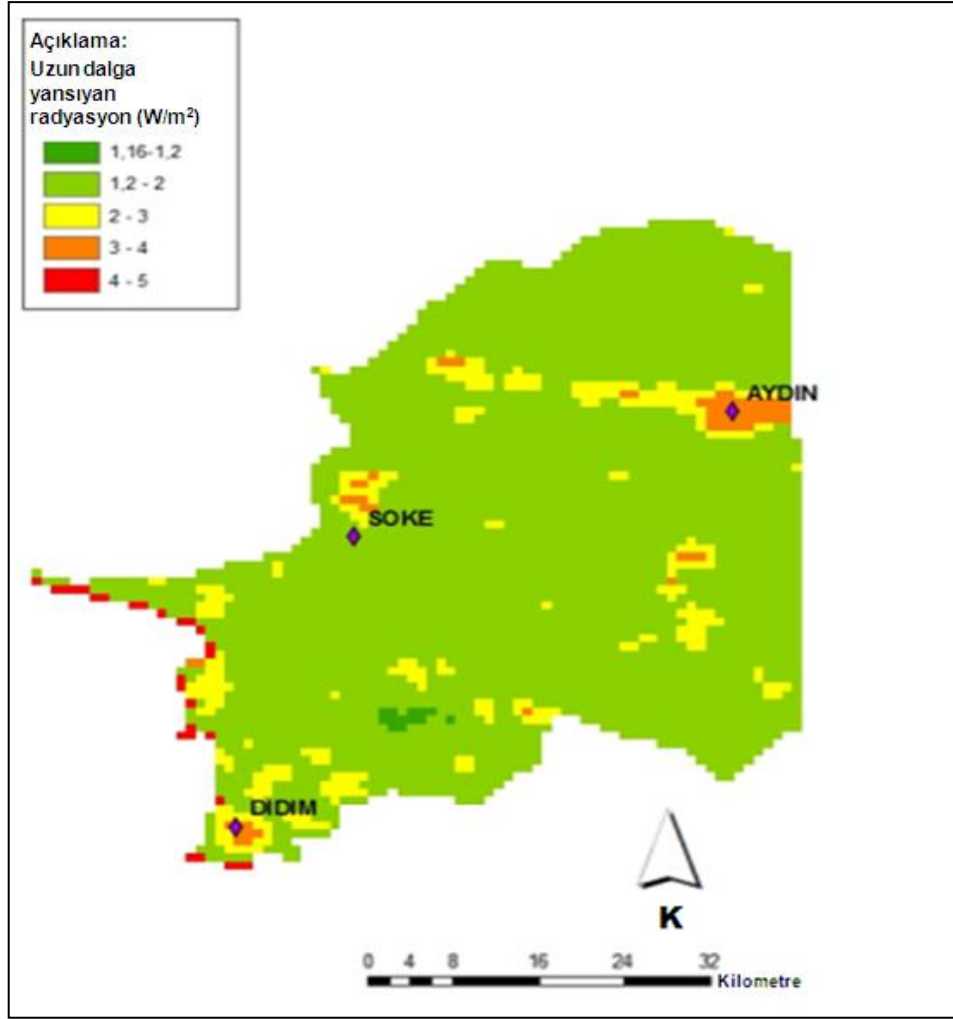 Açıklama:
Uzun dalga
yansıyan
radyasyon (W/m²)
1,16-1,2
1,2 - 2
2 - 3
3 - 4
4 - 5
AYDIN
SOKE
DIDIM
K
0 4 8 16 24 32
Kilometre